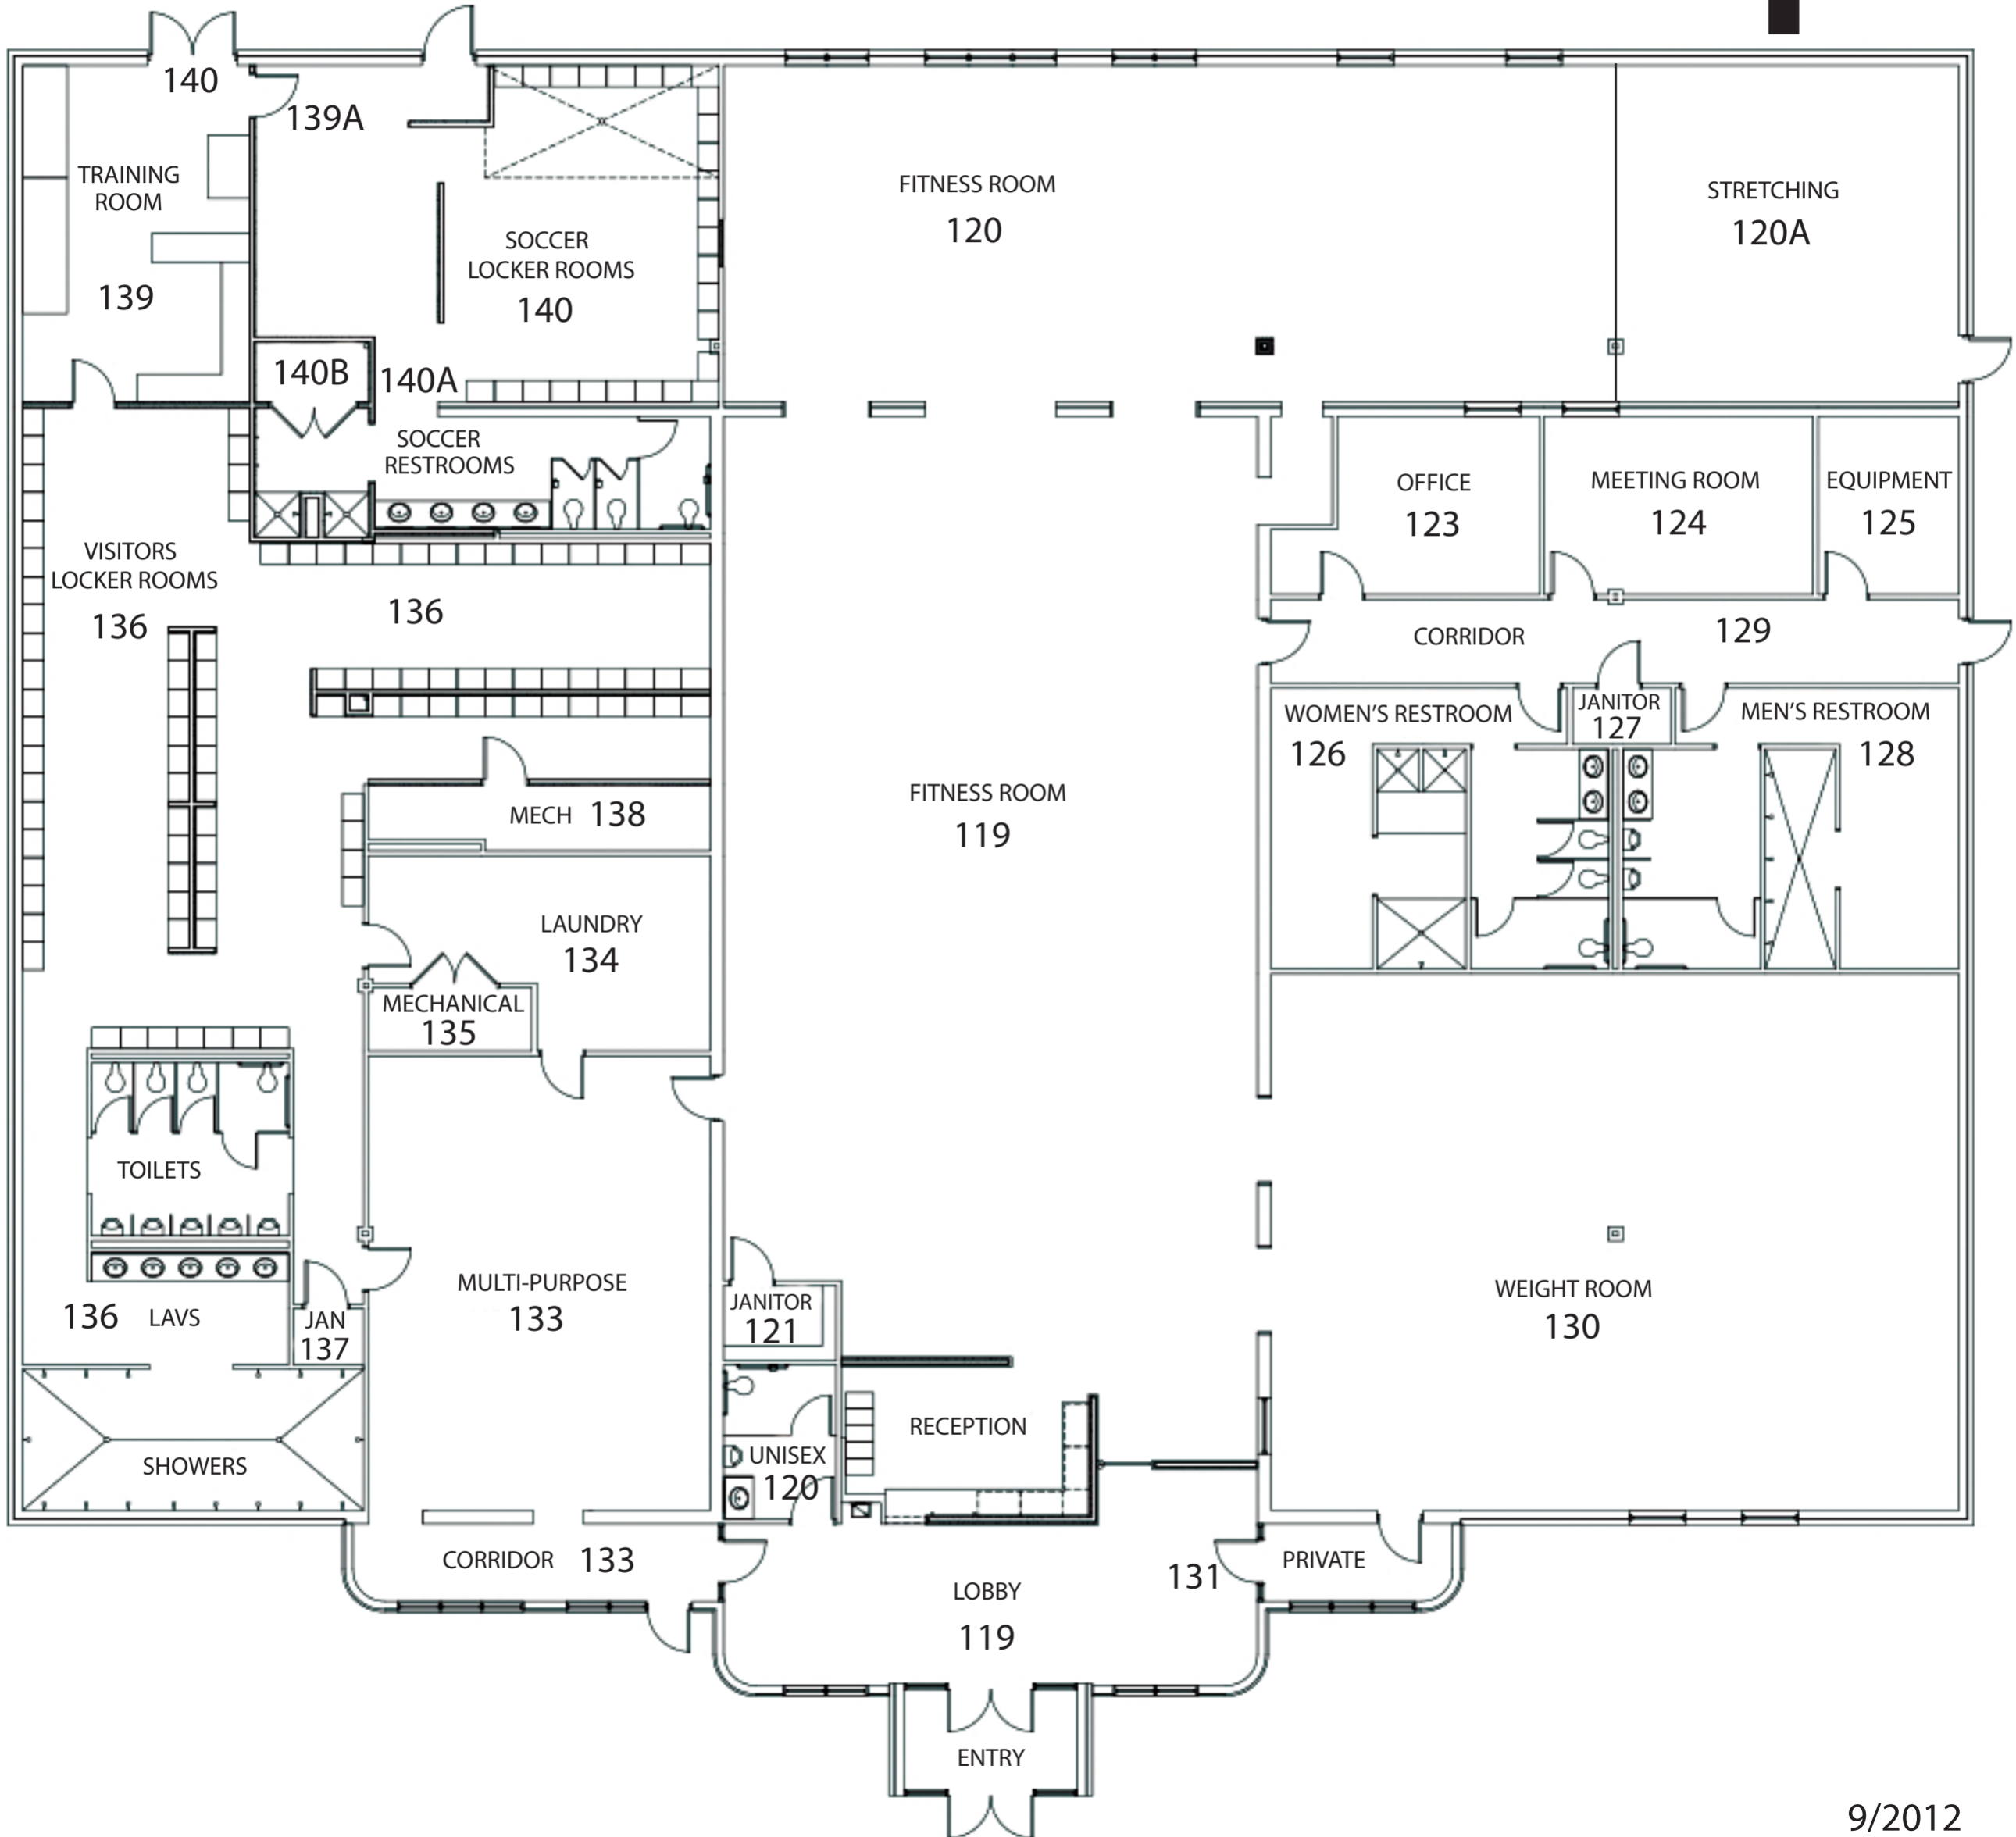 140
139A
TRAINING
ROOM
139
SOCCER
LOCKER ROOMS
140
FITNESS ROOM
120
STRETCHING
120A
140B
140A
SOCCER
RESTROOMS
OFFICE
123
MEETING ROOM
124
EQUIPMENT
125
VISITORS
LOCKER ROOMS
136
136
CORRIDOR
129
WOMEN'S RESTROOM
126
JANITOR
127
MEN'S RESTROOM
128
MECH 138
FITNESS ROOM
119
LAUNDRY
134
MECHANICAL
135
TOILETS
MULTI-PURPOSE
133
JANITOR
121
WEIGHT ROOM
130
136 LAVS
JAN
137
SHOWERS
UNISEX
120
RECEPTION
CORRIDOR 133
LOBBY
119
131
PRIVATE
ENTRY
9/2012